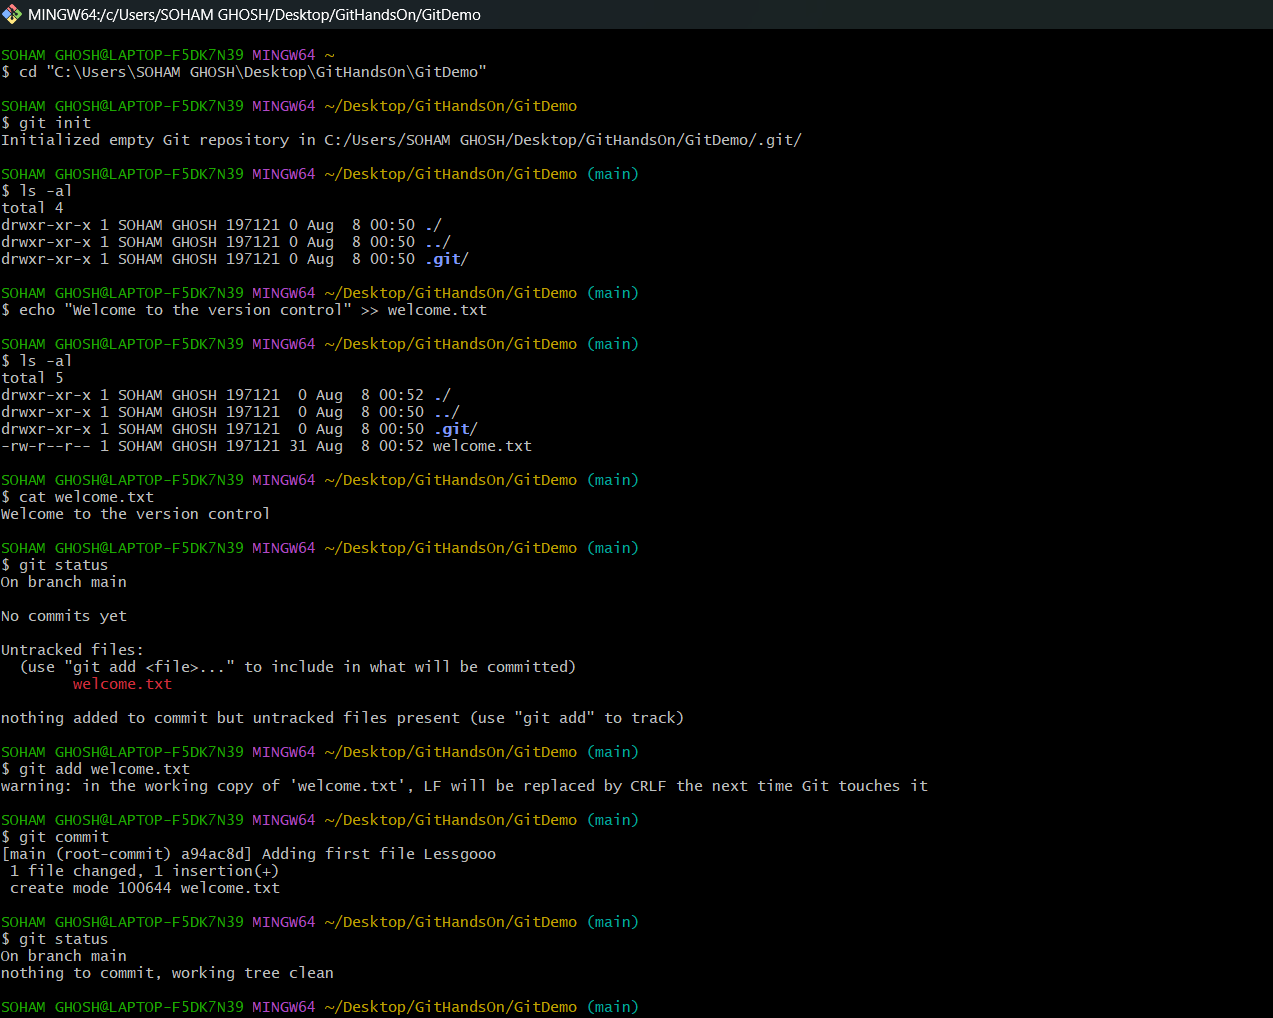 MINGW64:/c/Users/SOHAM GHOSH/Desktop/GitHandsOn/GitDemo
SOHAM GHOSH@LAPTOP-F5DK7N39 MINGW64 ~
$ cd "C:\Users\SOHAM GHOSH\Desktop\GitHandsOn\GitDemo"
SOHAM GHOSH@LAPTOP-F5DK7N39 MINGW64 ~/Desktop/GitHandsOn/GitDemo
$ git init
Initialized empty Git repository in C:/Users/SOHAM GHOSH/Desktop/GitHandsOn/GitDemo/.git/
SOHAM GHOSH@LAPTOP-F5DK7N39 MINGW64 ~/Desktop/GitHandsOn/GitDemo (main)
$ ls -al
total 4
drwxr-xr-x 1 SOHAM GHOSH 197121 0 Aug  8 00:50 ./
drwxr-xr-x 1 SOHAM GHOSH 197121 0 Aug  8 00:50 ../
drwxr-xr-x 1 SOHAM GHOSH 197121 0 Aug  8 00:50 .git/
SOHAM GHOSH@LAPTOP-F5DK7N39 MINGW64 ~/Desktop/GitHandsOn/GitDemo (main)
$ echo "Welcome to the version control" >> welcome.txt
SOHAM GHOSH@LAPTOP-F5DK7N39 MINGW64 ~/Desktop/GitHandsOn/GitDemo (main)
$ ls -al
total 5
drwxr-xr-x 1 SOHAM GHOSH 197121  0 Aug  8 00:52 ./
drwxr-xr-x 1 SOHAM GHOSH 197121  0 Aug  8 00:50 ../
drwxr-xr-x 1 SOHAM GHOSH 197121  0 Aug  8 00:50 .git/
-rw-r--r-- 1 SOHAM GHOSH 197121 31 Aug  8 00:52 welcome.txt
SOHAM GHOSH@LAPTOP-F5DK7N39 MINGW64 ~/Desktop/GitHandsOn/GitDemo (main)
$ cat welcome.txt
Welcome to the version control
SOHAM GHOSH@LAPTOP-F5DK7N39 MINGW64 ~/Desktop/GitHandsOn/GitDemo (main)
$ git status
On branch main
No commits yet
Untracked files:
  (use "git add <file>..." to include in what will be committed)
        welcome.txt
nothing added to commit but untracked files present (use "git add" to track)
SOHAM GHOSH@LAPTOP-F5DK7N39 MINGW64 ~/Desktop/GitHandsOn/GitDemo (main)
$ git add welcome.txt
warning: in the working copy of 'welcome.txt', LF will be replaced by CRLF the next time Git touches it
SOHAM GHOSH@LAPTOP-F5DK7N39 MINGW64 ~/Desktop/GitHandsOn/GitDemo (main)
$ git commit
[main (root-commit) a94ac8d] Adding first file Lessgooo
 1 file changed, 1 insertion(+)
 create mode 100644 welcome.txt
SOHAM GHOSH@LAPTOP-F5DK7N39 MINGW64 ~/Desktop/GitHandsOn/GitDemo (main)
$ git status
On branch main
nothing to commit, working tree clean
SOHAM GHOSH@LAPTOP-F5DK7N39 MINGW64 ~/Desktop/GitHandsOn/GitDemo (main)